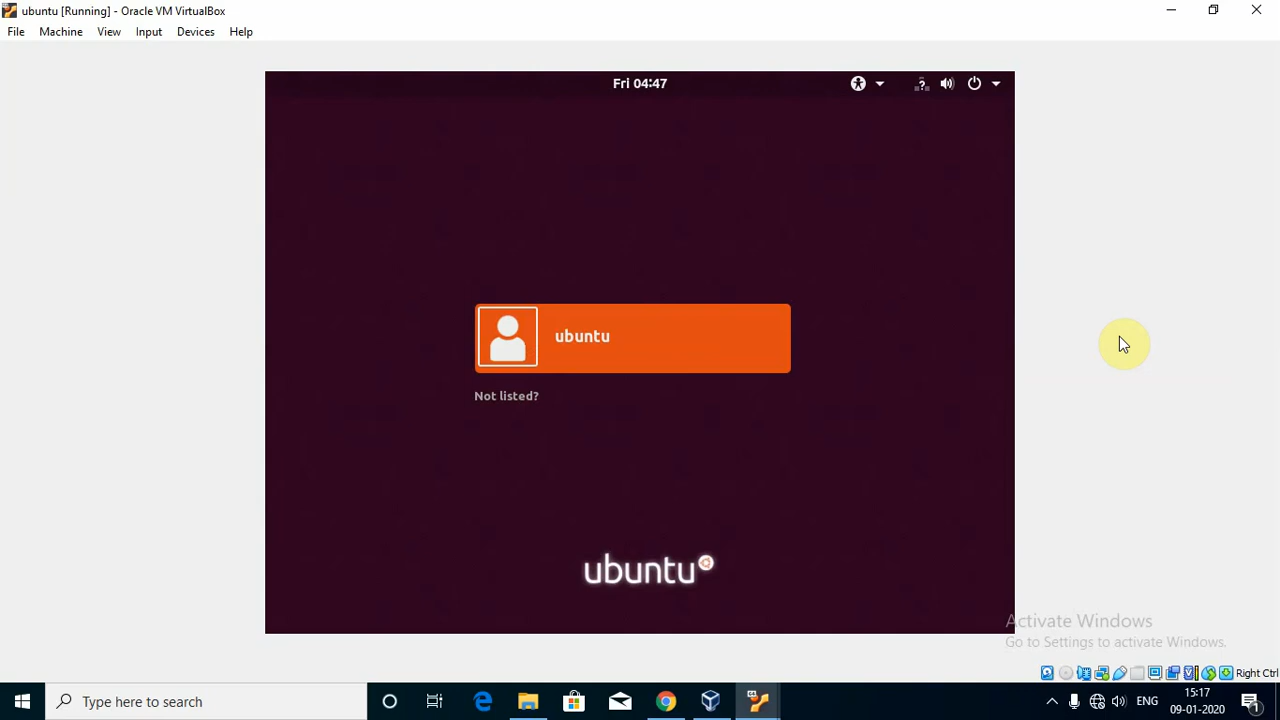 ubuntu [Running] - Oracle VM VirtualBox
File Machine View Input Devices Help
Fri 04:47
?
ubuntu
Not listed?
ubuntu
Activate Windows
Go to Settings to activate Windows.
Right Ctrl
Type here to search
ENG
15:17
09-01-2020
1